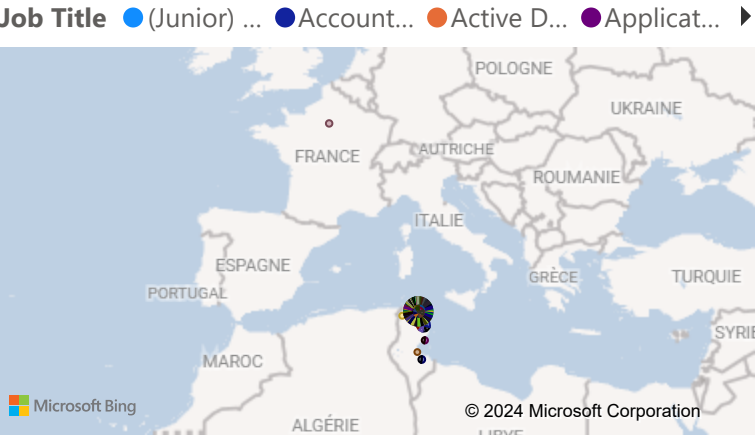 Job Title (Junior) ... Account... Active D... Applicat...
POLOGNE
UKRAINE
AUTRICHE
FRANCE
ROUMANIE
ITALIE
ESPAGNE
GRÈCE
TURQUIE
PORTUGAL
SYRIE
MAROC
Microsoft Bing
© 2024 Microsoft Corporation
ALGÉRIE
LIBYE